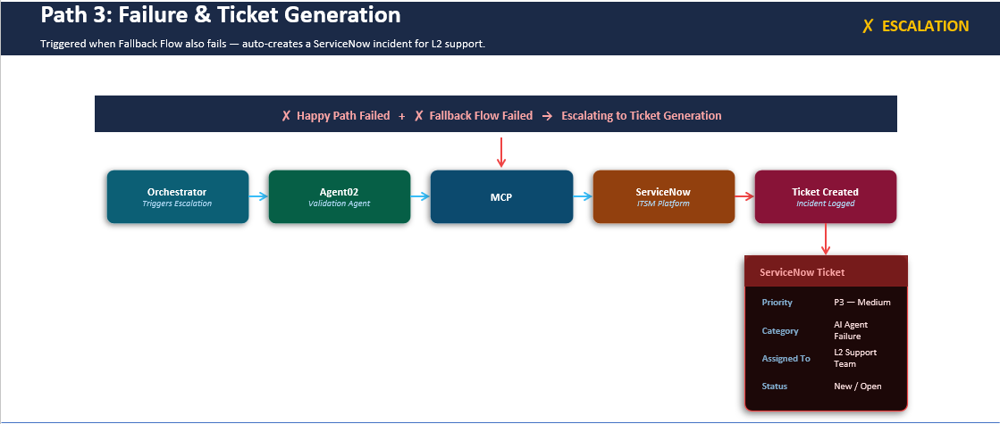 Path 3: Failure & Ticket Generation
✗ ESCALATION
Triggered when Fallback Flow also fails — auto-creates a ServiceNow incident for L2 support.
✗ Happy Path Failed + ✗ Fallback Flow Failed → Escalating to Ticket Generation
Orchestrator
Triggers Escalation
Agent02
Validation Agent
MCP
ServiceNow
ITSM Platform
Ticket Created
Incident Logged
ServiceNow Ticket
Priority P3 — Medium
Category AI Agent
Failure
Assigned To L2 Support
Team
Status New / Open